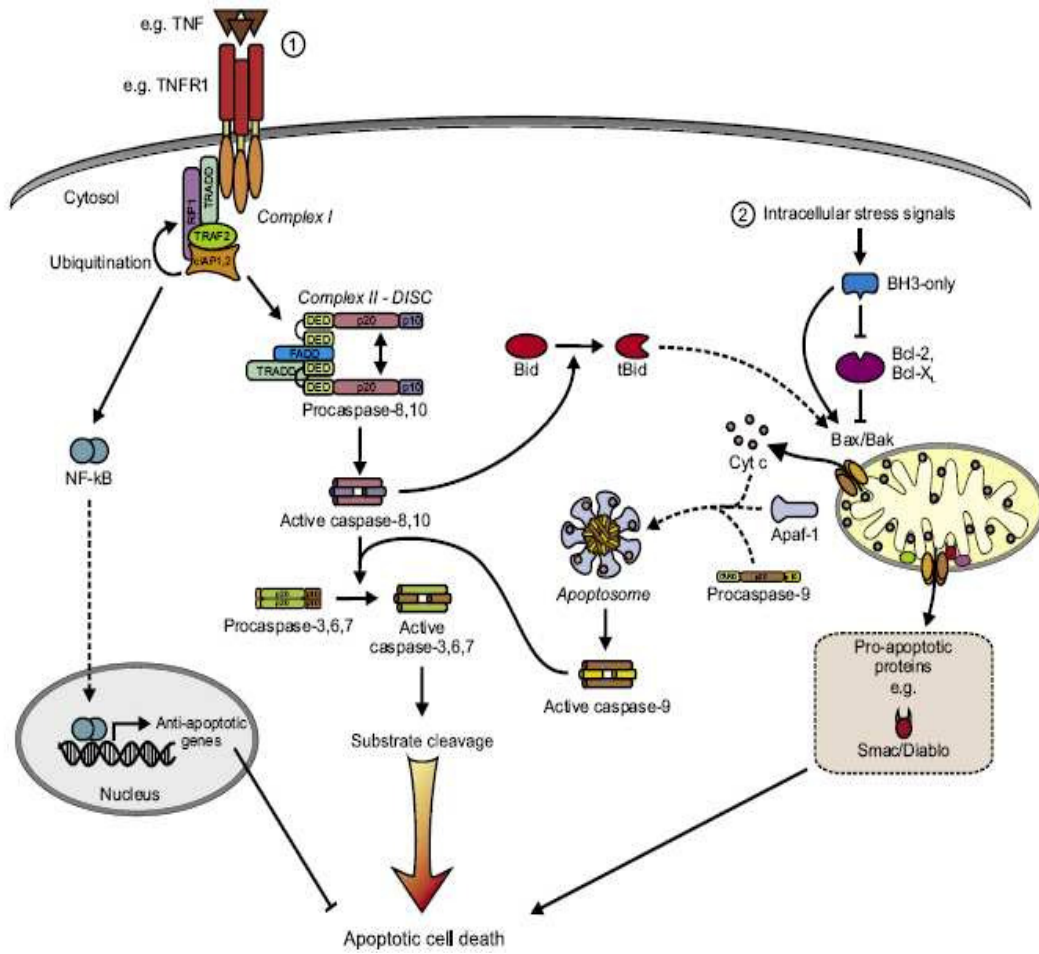 e.g. TNF
1
e.g. TNFR1
Cytosol
RIP1
TRADD
Complex I
TRAF2
cIAP1,2
Ubiquitination
2 Intracellular stress signals
BH3-only
Bcl-2,
Bcl-XL
Bax/Bak
Complex II - DISC
DED p20 p10
DED
FADD
TRADD DED
DED p20 p10
Procaspase-8,10
Bid
tBid
NF-kB
Cyt c
Active caspase-8,10
Apaf-1
Apoptosome
Procaspase-9
p20 p10
p20 p10
Procaspase-3,6,7
Active
caspase-3,6,7
Active caspase-9
Pro-apoptotic
proteins
e.g.
Smac/Diablo
Anti-apoptotic
genes
Nucleus
Substrate cleavage
Apoptotic cell death